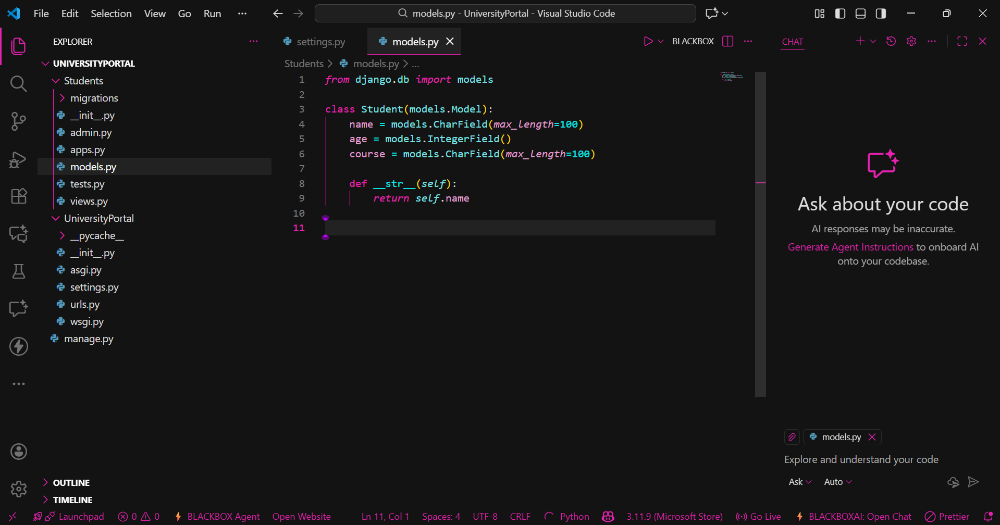 File Edit Selection View Go Run ...
models.py - UniversityPortal - Visual Studio Code
EXPLORER
UNIVERSITYPORTAL
Students
migrations
__init__.py
admin.py
apps.py
models.py
tests.py
views.py
UniversityPortal
__pycache__
__init__.py
asgi.py
settings.py
urls.py
wsgi.py
manage.py
OUTLINE
TIMELINE
settings.py models.py BLACKBOX
Students > models.py > ...
1 from django.db import models
2
3 class Student(models.Model):
4     name = models.CharField(max_length=100)
5     age = models.IntegerField()
6     course = models.CharField(max_length=100)
7
8     def __str__(self):
9         return self.name
10
11
CHAT
Ask about your code
AI responses may be inaccurate.
Generate Agent Instructions to onboard AI
onto your codebase.
models.py
Explore and understand your code
Ask Auto
Launchpad 0 0 BLACKBOX Agent Open Website Ln 11, Col 1 Spaces: 4 UTF-8 CRLF Python 3.11.9 (Microsoft Store) Go Live BLACKBOXAI: Open Chat Prettier